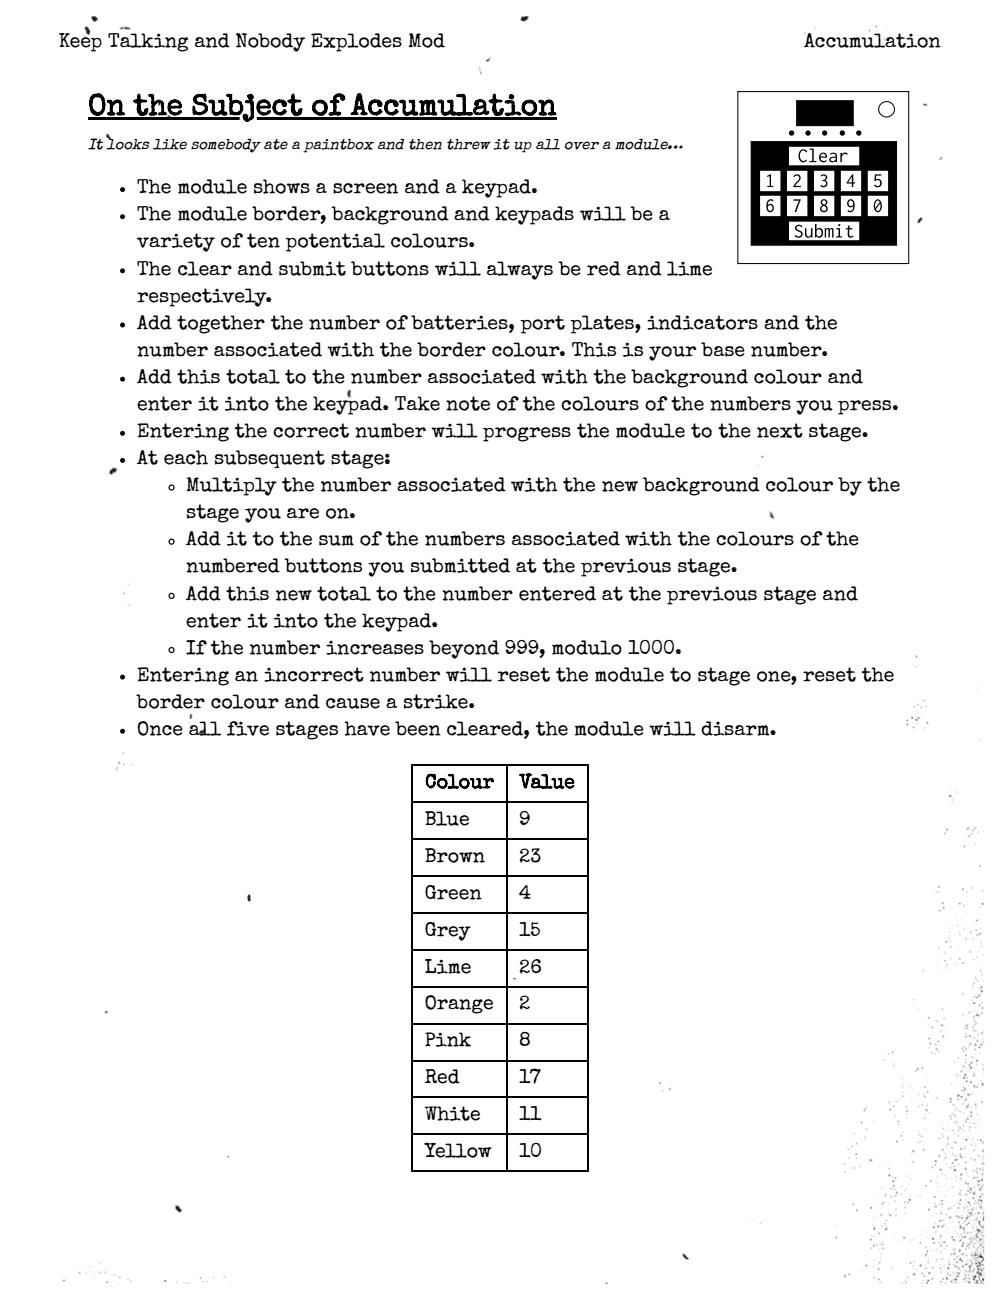 Keep Talking and Nobody Explodes Mod
Accumulation
On the Subject of Accumulation
It looks like somebody ate a paintbox and then threw it up all over a module...
Clear
1 2 3 4 5
6 7 8 9 0
Submit
• The module shows a screen and a keypad.
• The module border, background and keypads will be a
variety of ten potential colours.
• The clear and submit buttons will always be red and lime
respectively.
• Add together the number of batteries, port plates, indicators and the
number associated with the border colour. This is your base number.
• Add this total to the number associated with the background colour and
enter it into the keypad. Take note of the colours of the numbers you press.
• Entering the correct number will progress the module to the next stage.
• At each subsequent stage:
◦ Multiply the number associated with the new background colour by the
stage you are on.
◦ Add it to the sum of the numbers associated with the colours of the
numbered buttons you submitted at the previous stage.
◦ Add this new total to the number entered at the previous stage and
enter it into the keypad.
◦ If the number increases beyond 999, modulo 1000.
• Entering an incorrect number will reset the module to stage one, reset the
border colour and cause a strike.
• Once all five stages have been cleared, the module will disarm.
Colour Value
Blue 9
Brown 23
Green 4
Grey 15
Lime 26
Orange 2
Pink 8
Red 17
White 11
Yellow 10